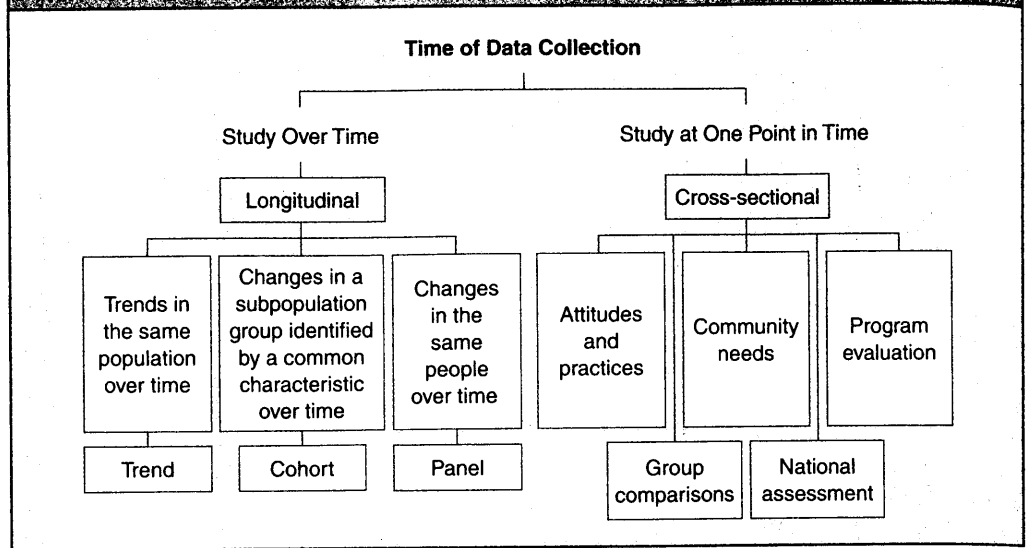 Time of Data Collection
Study Over Time
Study at One Point in Time
Longitudinal
Cross-sectional
Trends in
the same
population
over time
Changes in a
subpopulation
group identified
by a common
characteristic
over time
Changes
in the
same
people
over time
Attitudes
and
practices
Community
needs
Program
evaluation
Trend
Cohort
Panel
Group
comparisons
National
assessment